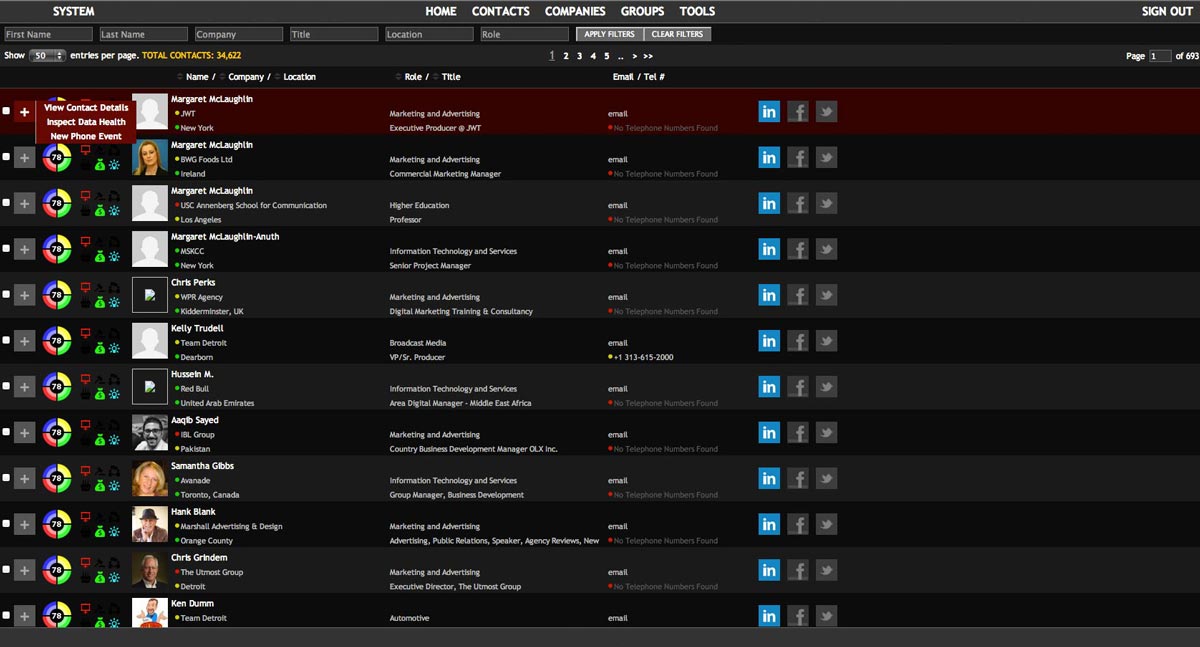 SYSTEM HOME CONTACTS COMPANIES GROUPS TOOLS SIGN OUT
First Name Last Name Company Title Location Role APPLY FILTERS CLEAR FILTERS
Show 50 entries per page. TOTAL CONTACTS: 34,622 1 2 3 4 5 .. > >> Page 1 of 693
Name / Company / Location Role / Title Email / Tel #
Margaret McLaughlin
View Contact Details
JWT Marketing and Advertising email in f
Inspect Data Health
New York Executive Producer @ JWT No Telephone Numbers Found
New Phone Event
Margaret McLaughlin
78 BWG Foods Ltd Marketing and Advertising email in f
Ireland Commercial Marketing Manager No Telephone Numbers Found
Margaret McLaughlin
78 USC Annenberg School for Communication Higher Education email in f
Los Angeles Professor No Telephone Numbers Found
Margaret McLaughlin-Anuth
78 MSKCC Information Technology and Services email in f
New York Senior Project Manager No Telephone Numbers Found
Chris Perks
78 WPR Agency Marketing and Advertising email in f
Kidderminster, UK Digital Marketing Training & Consultancy No Telephone Numbers Found
Kelly Trudell
78 Team Detroit Broadcast Media email in f
Dearborn VP/Sr. Producer +1 313-615-2000
Hussein M.
78 Red Bull Information Technology and Services email in f
United Arab Emirates Area Digital Manager - Middle East Africa No Telephone Numbers Found
Aaqib Sayed
78 IBL Group Marketing and Advertising email in f
Pakistan Country Business Development Manager OLX Inc. No Telephone Numbers Found
Samantha Gibbs
78 Avanade Information Technology and Services email in f
Toronto, Canada Group Manager, Business Development No Telephone Numbers Found
Hank Blank
78 Marshall Advertising & Design Marketing and Advertising email in f
Orange County Advertising, Public Relations, Speaker, Agency Reviews, New No Telephone Numbers Found
Chris Grindem
78 The Utmost Group Marketing and Advertising email in f
Detroit Executive Director, The Utmost Group No Telephone Numbers Found
Ken Dumm
78 Team Detroit Automotive email in f